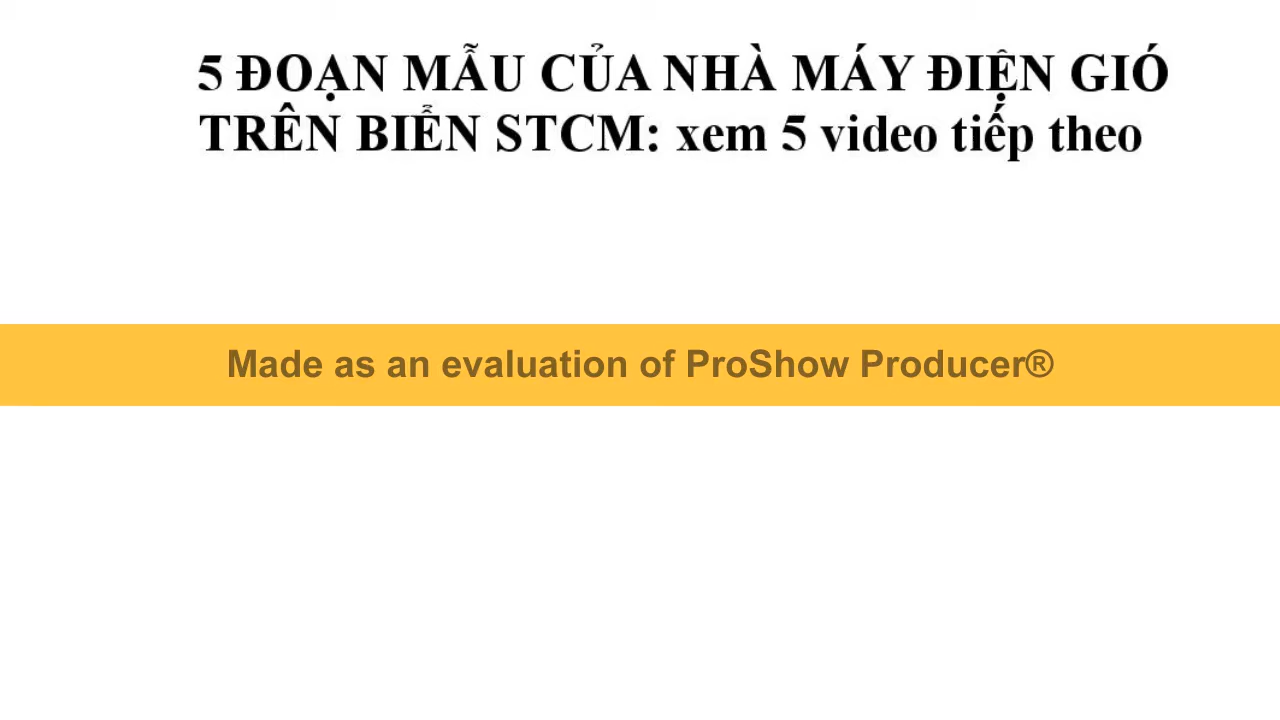 5 ĐOẠN MẪU CỦA NHÀ MÁY ĐIỆN GIÓ
TRÊN BIỂN STCM: xem 5 video tiếp theo
Made as an evaluation of ProShow Producer®